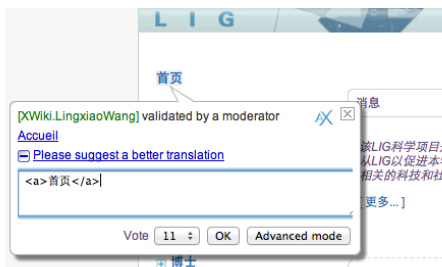 LIG
首页
[XWiki.LingxiaoWang] validated by a moderator
Accueil
Please suggest a better translation
<a>首页</a>
Vote 11 OK Advanced mode
消息
该LIG科学项目
从LIG以促进本
相关的科技和社
[更多...]
博士